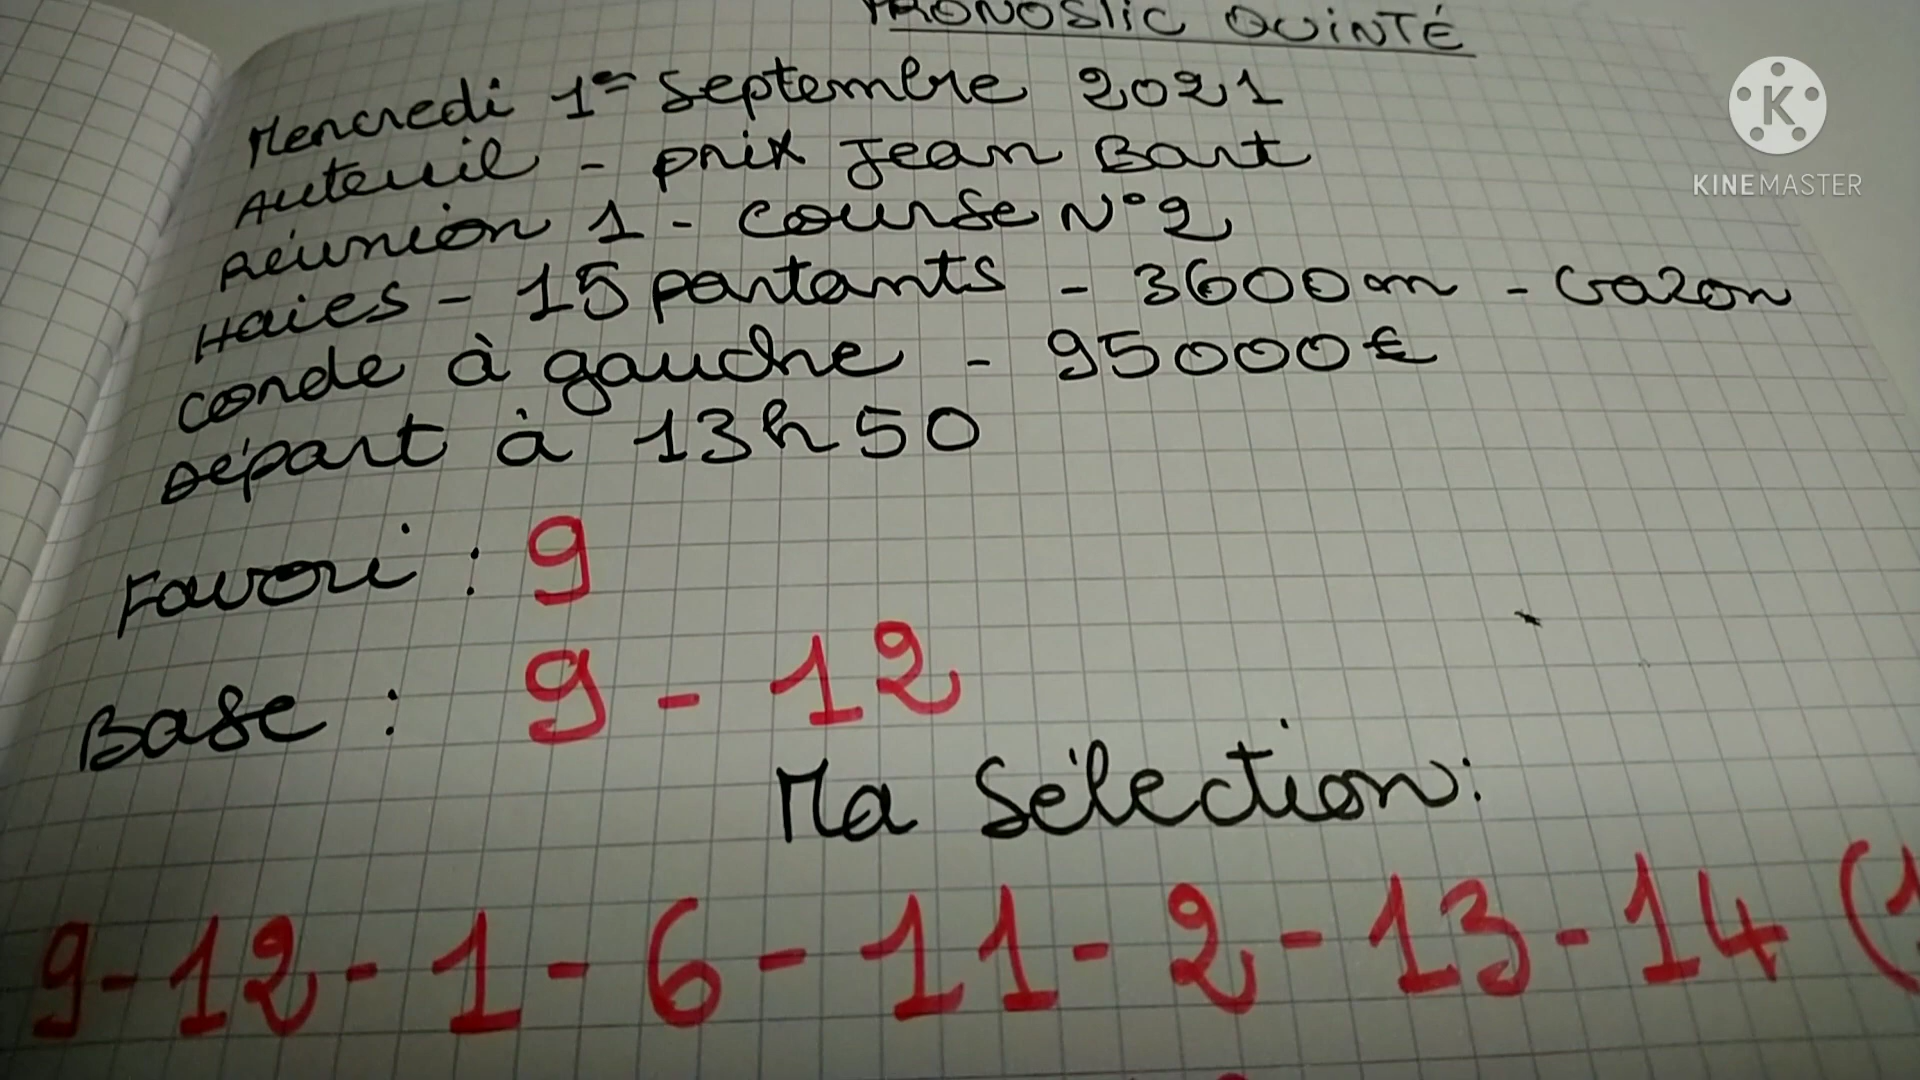 PRONOSTIC QUINTÉ
Mercredi 1er Septembre 2021
Auteuil - prix Jean Bart
Réunion 1 - Course N°2
Haies - 15 partants - 3600m - Gazon
corde à gauche - 95000€
Départ à 13h50
Favori : 9
Base : 9 - 12
Ma Sélection:
9-12-1-6-11-2-13-14 (1
K
KINEMASTER